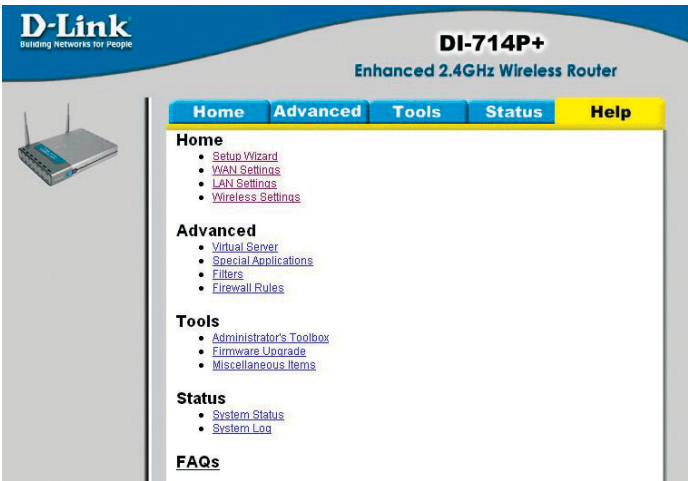 D-Link
Building Networks for People
DI-714P+
Enhanced 2.4GHz Wireless Router
Home Advanced Tools Status Help
Home
Setup Wizard
WAN Settings
LAN Settings
Wireless Settings
Advanced
Virtual Server
Special Applications
Filters
Firewall Rules
Tools
Administrator's Toolbox
Firmware Upgrade
Miscellaneous Items
Status
System Status
System Log
FAQs